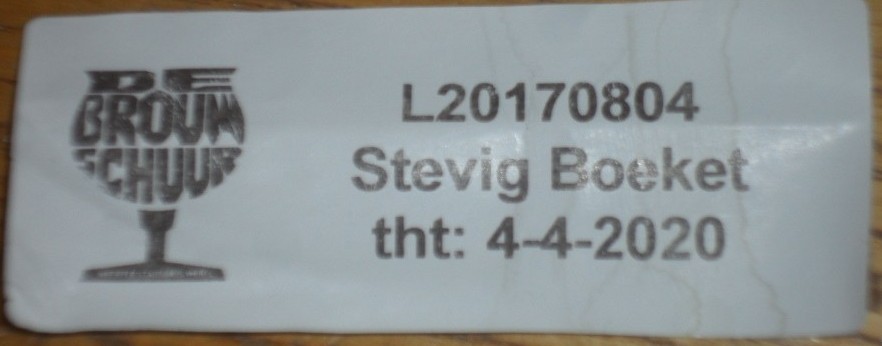 DE
BROUW
SCHUUR
L20170804
Stevig Boeket
tht: 4-4-2020